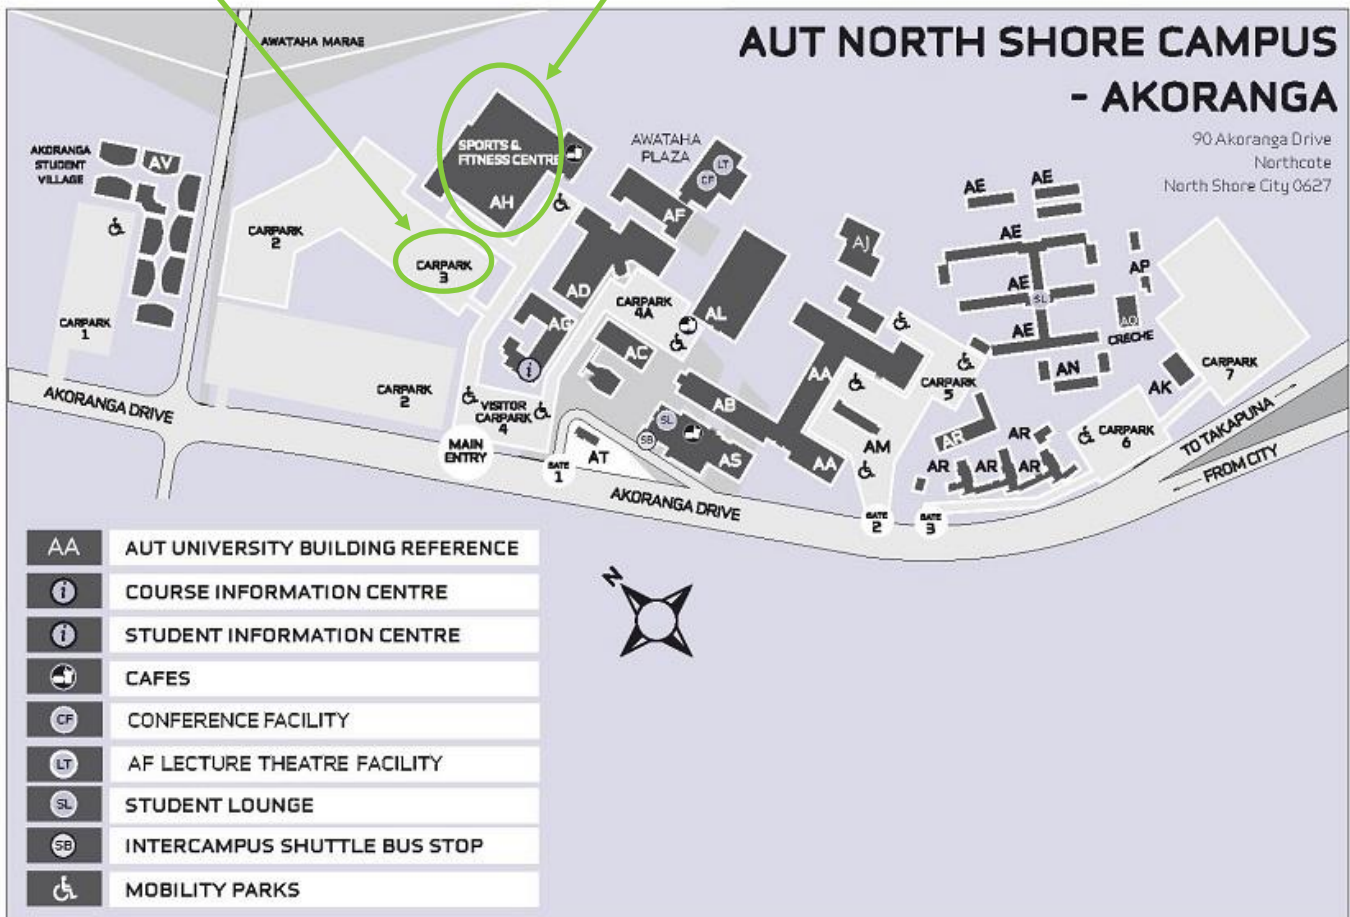 AUT NORTH SHORE CAMPUS
- AKORANGA
90 Akoranga Drive
Northcote
North Shore City 0627
AWATAHA MARAE
AKORANGA
STUDENT
VILLAGE
AV
CARPARK
1
CARPARK
2
CARPARK
2
SPORTS &
FITNESS CENTRE
AH
CARPARK
3
AWATAHA
PLAZA
LT
CF
AF
AD
AG
i
CARPARK
4A
AL
AC
VISITOR
CARPARK
4
MAIN
ENTRY
GATE
1
AT
SB
SL
AS
AB
AA
AA
AJ
AM
CARPARK
5
AE
AE
AE
AE
SL
AE
AP
AQ
CRECHE
AN
AK
CARPARK
7
AR
AR
AR
AR
AR
CARPARK
6
GATE
2
GATE
3
AKORANGA DRIVE
AKORANGA DRIVE
TO TAKAPUNA
FROM CITY
N
AA AUT UNIVERSITY BUILDING REFERENCE
i COURSE INFORMATION CENTRE
i STUDENT INFORMATION CENTRE
CAFES
CF CONFERENCE FACILITY
LT AF LECTURE THEATRE FACILITY
SL STUDENT LOUNGE
SB INTERCAMPUS SHUTTLE BUS STOP
MOBILITY PARKS